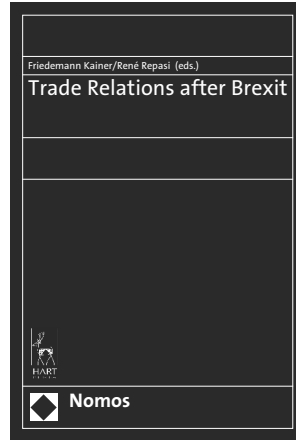 Friedemann Kainer/René Repasi (eds.)
Trade Relations after Brexit
HART
Nomos